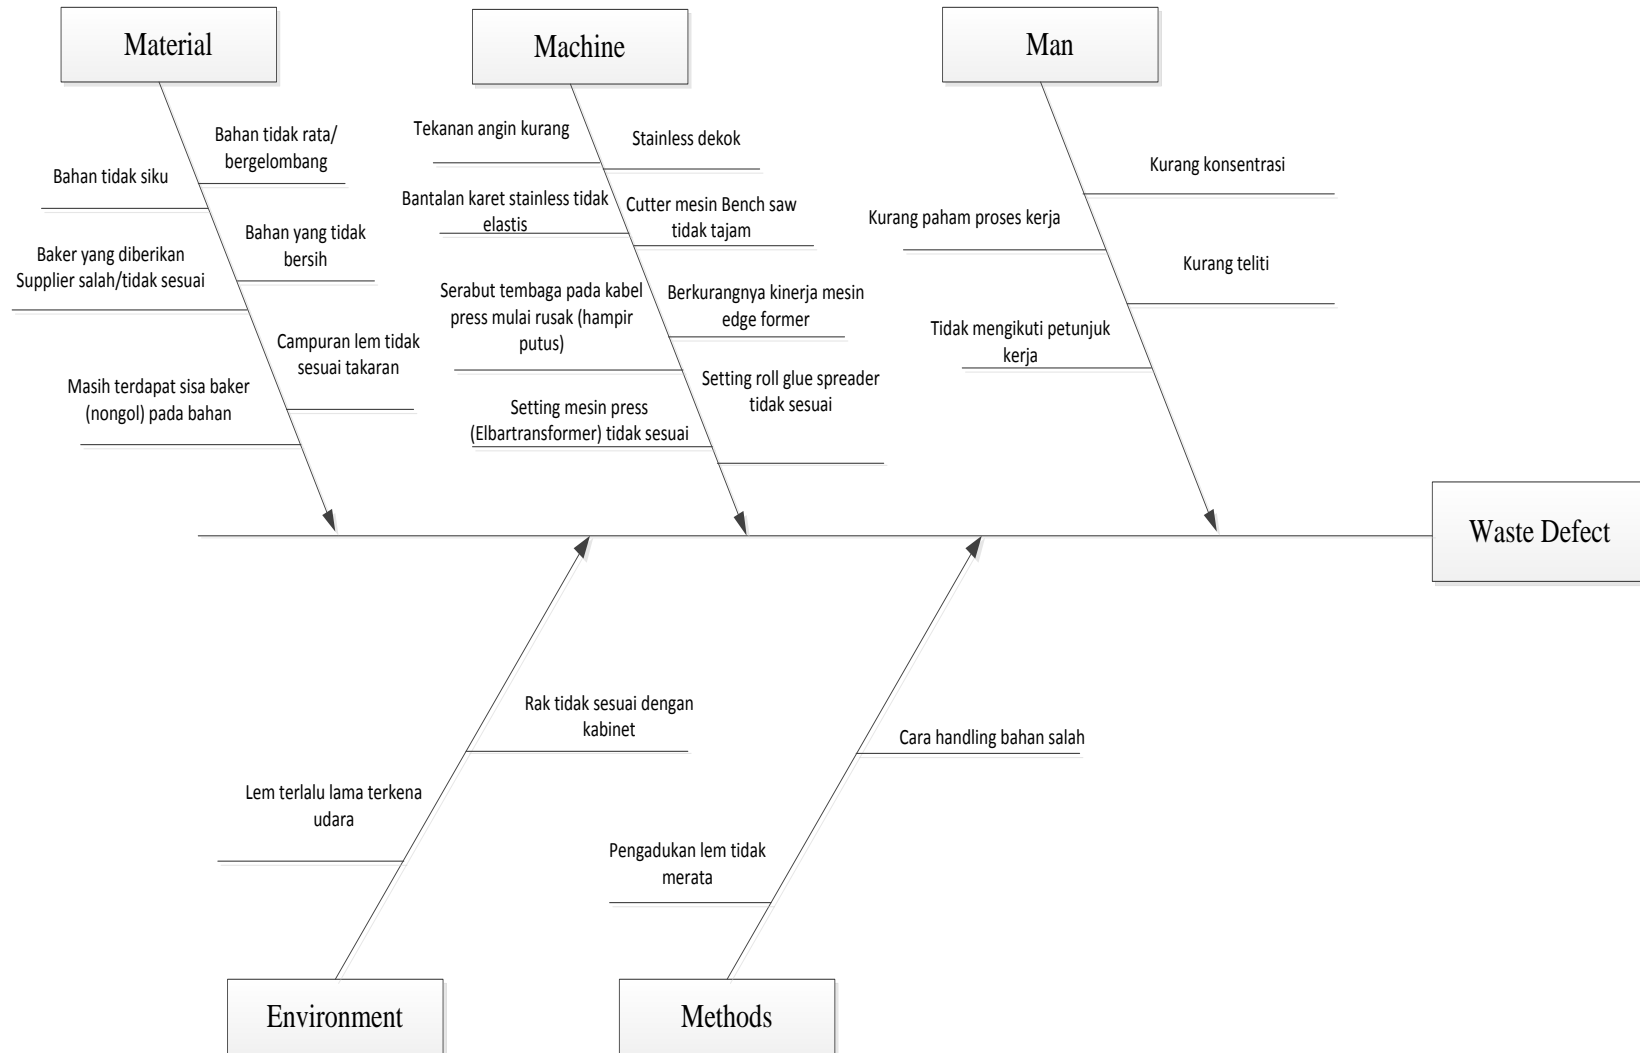 Material
Machine
Man
Bahan tidak rata/
bergelombang
Bahan tidak siku
Bahan yang tidak
bersih
Baker yang diberikan
Supplier salah/tidak sesuai
Campuran lem tidak
sesuai takaran
Masih terdapat sisa baker
(nongol) pada bahan
Tekanan angin kurang
Stainless dekok
Bantalan karet stainless tidak
elastis
Cutter mesin Bench saw
tidak tajam
Serabut tembaga pada kabel
press mulai rusak (hampir
putus)
Berkurangnya kinerja mesin
edge former
Setting roll glue spreader
tidak sesuai
Setting mesin press
(Elbartransformer) tidak sesuai
Kurang konsentrasi
Kurang paham proses kerja
Kurang teliti
Tidak mengikuti petunjuk
kerja
Waste Defect
Rak tidak sesuai dengan
kabinet
Lem terlalu lama terkena
udara
Cara handling bahan salah
Pengadukan lem tidak
merata
Environment
Methods